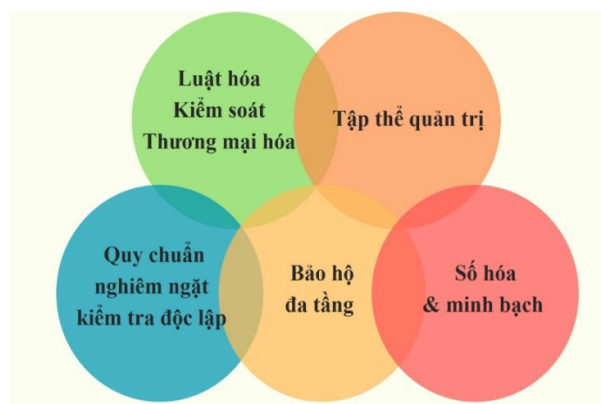 Luật hóa
Kiểm soát
Thương mại hóa
Tập thể quản trị
Quy chuẩn
nghiêm ngặt
kiểm tra độc lập
Bảo hộ
đa tầng
Số hóa
& minh bạch